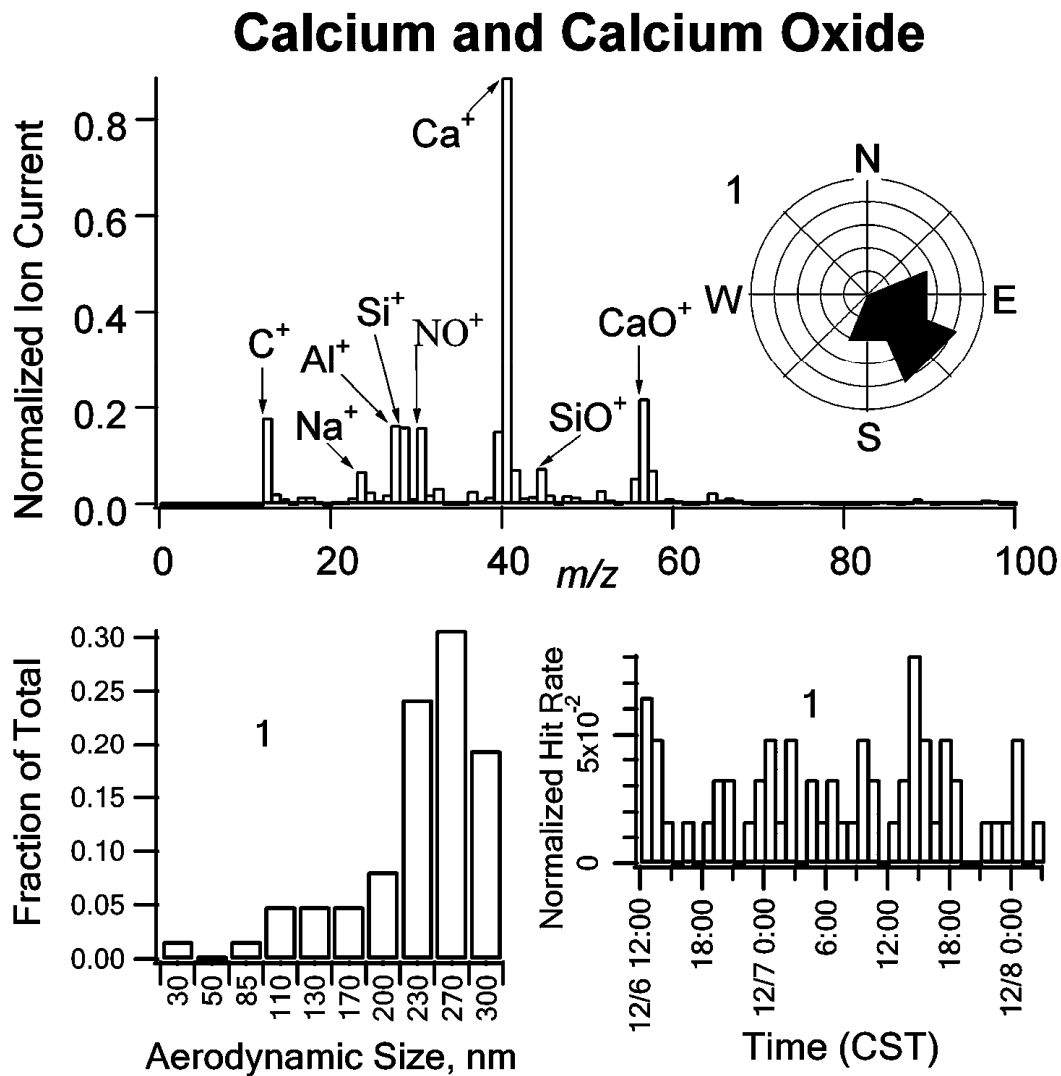 Calcium and Calcium Oxide
Normalized Ion Current
0.8
0.6
0.4
0.2
0.0
Ca⁺
C⁺
Na⁺
Al⁺
Si⁺
NO⁺
SiO⁺
CaO⁺
1
N
W
E
S
0
20
40
60
80
100
m/z
Fraction of Total
0.30
0.25
0.20
0.15
0.10
0.05
0.00
1
30
50
85
110
130
170
200
230
270
300
Aerodynamic Size, nm
Normalized Hit Rate
5x10⁻²
0
1
12/6 12:00
18:00
12/7 0:00
6:00
12:00
18:00
12/8 0:00
Time (CST)